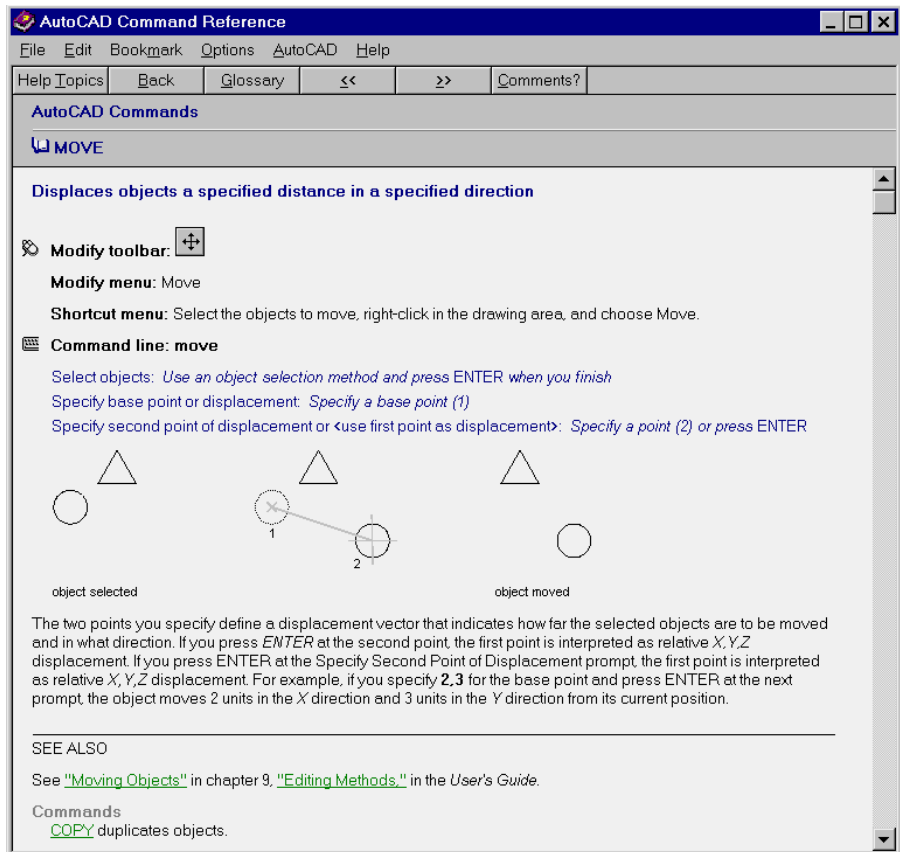 AutoCAD Command Reference
File Edit Bookmark Options AutoCAD Help
Help Topics Back Glossary << >> Comments?
AutoCAD Commands
MOVE
Displaces objects a specified distance in a specified direction
Modify toolbar:
Modify menu: Move
Shortcut menu: Select the objects to move, right-click in the drawing area, and choose Move.
Command line: move
Select objects: Use an object selection method and press ENTER when you finish
Specify base point or displacement: Specify a base point (1)
Specify second point of displacement or <use first point as displacement>: Specify a point (2) or press ENTER
1
2
object selected
object moved
The two points you specify define a displacement vector that indicates how far the selected objects are to be moved
and in what direction. If you press ENTER at the second point, the first point is interpreted as relative X,Y,Z
displacement. If you press ENTER at the Specify Second Point of Displacement prompt, the first point is interpreted
as relative X,Y,Z displacement. For example, if you specify 2,3 for the base point and press ENTER at the next
prompt, the object moves 2 units in the X direction and 3 units in the Y direction from its current position.
SEE ALSO
See "Moving Objects" in chapter 9, "Editing Methods," in the User's Guide.
Commands
COPY duplicates objects.